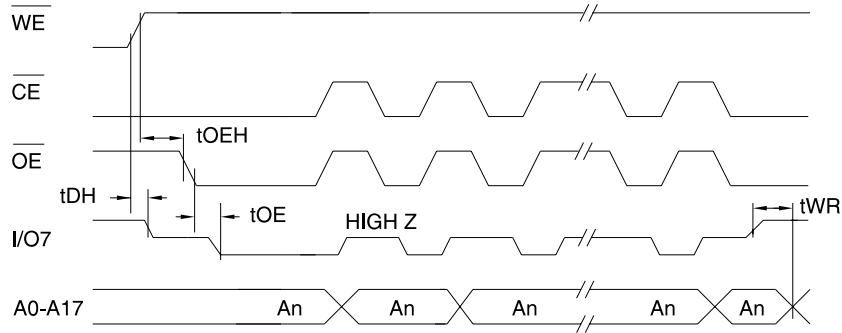 WE
CE
tOEH
OE
tDH
tOE
HIGH Z
tWR
I/O7
A0-A17
An
An
An
An
An